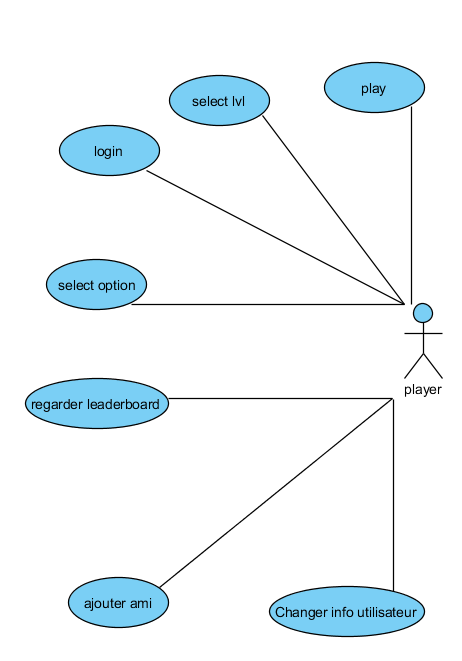 play
select lvl
login
select option
player
regarder leaderboard
ajouter ami
Changer info utilisateur